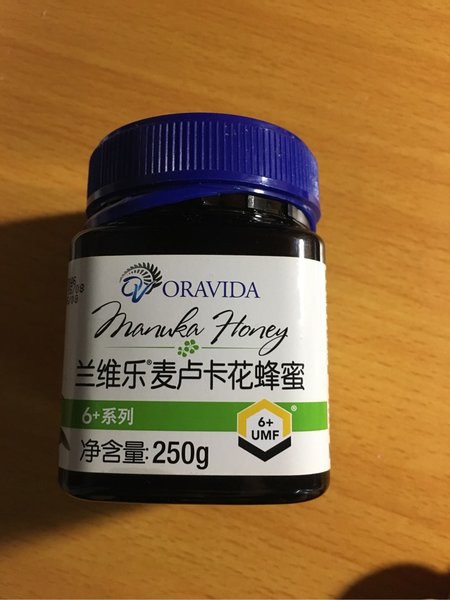 ORAVIDA
Manuka Honey
兰维乐®麦卢卡花蜂蜜
6+系列
6+
UMF®
净含量:250g